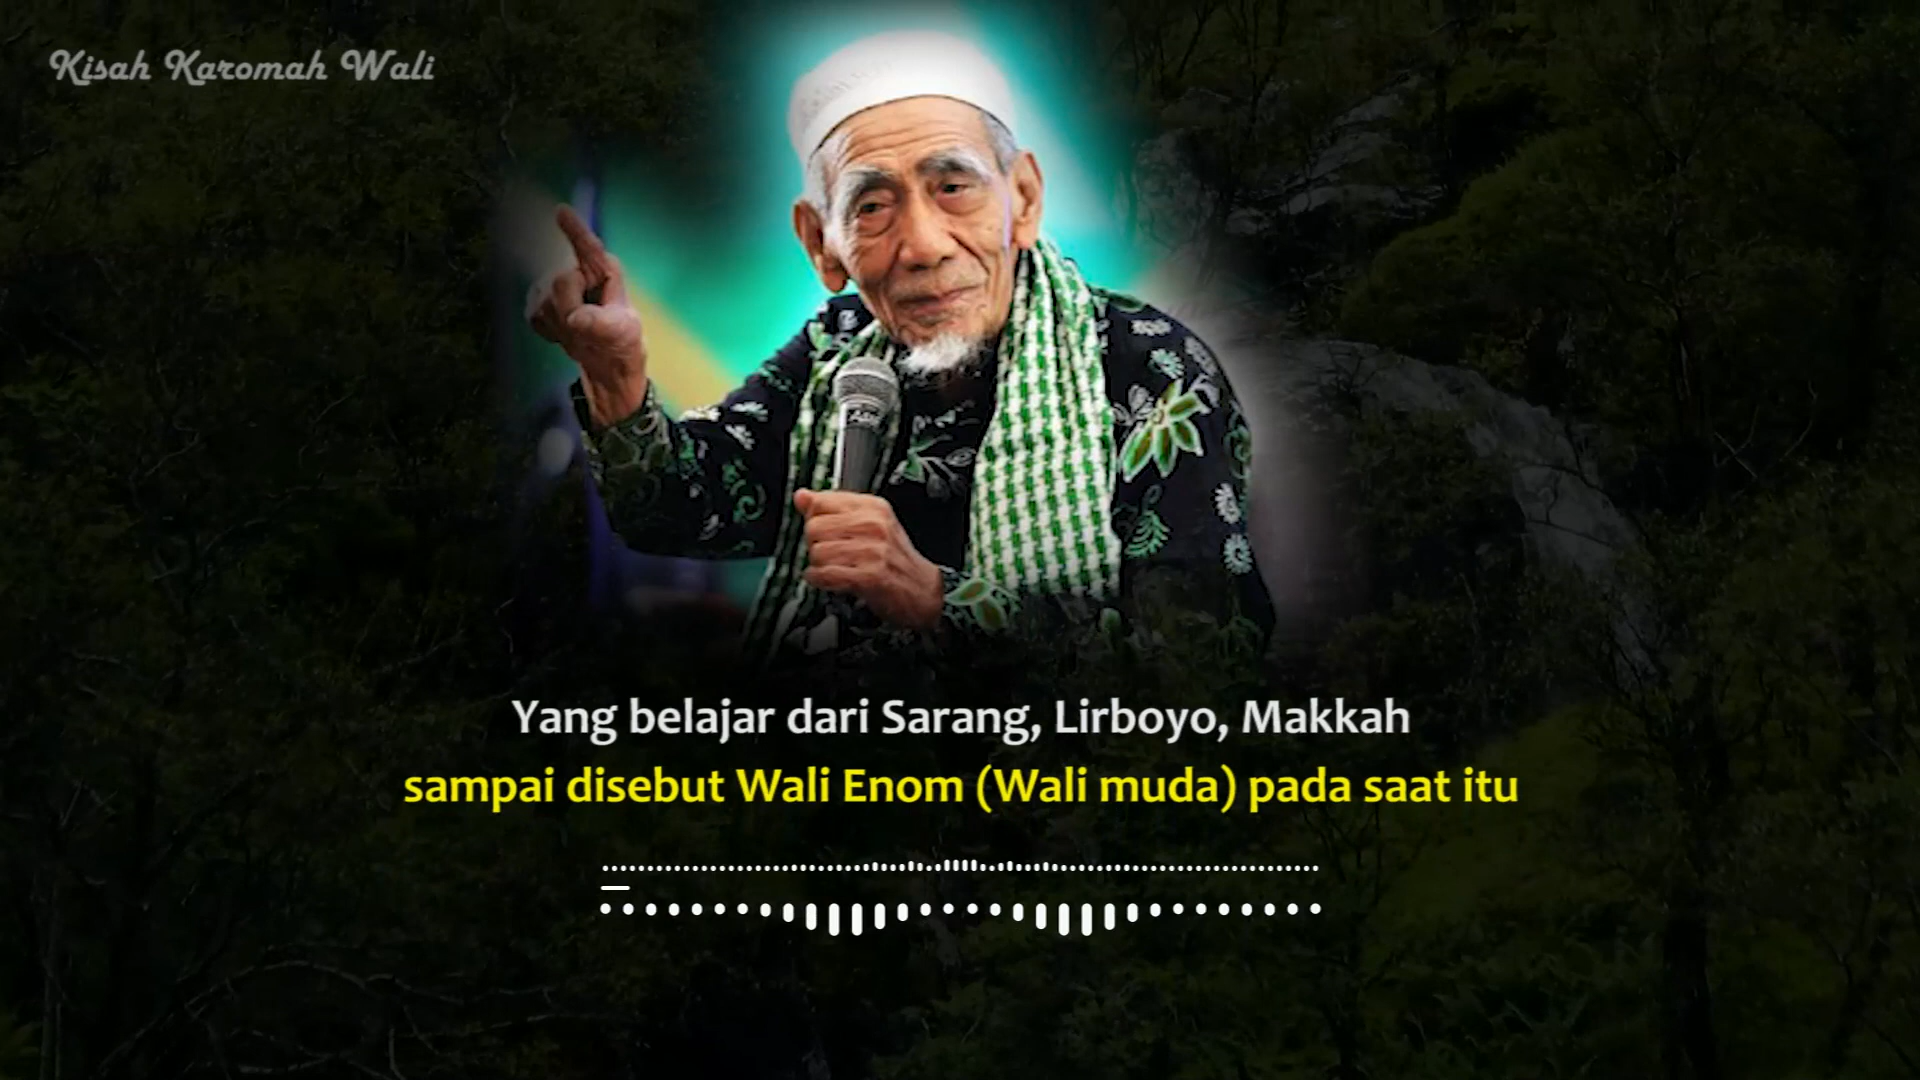 Kisah Karomah Wali
Yang belajar dari Sarang, Lirboyo, Makkah
sampai disebut Wali Enom (Wali muda) pada saat itu